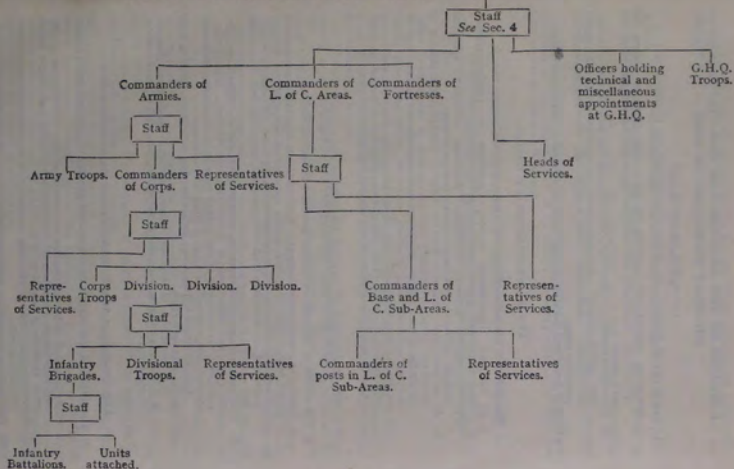 Staff
See Sec. 4
Commanders of
Armies.
Commanders of
L. of C. Areas.
Commanders of
Fortresses.
Officers holding
technical and
miscellaneous
appointments
at G.H.Q.
G.H.Q.
Troops.
Staff
Staff
Heads of
Services.
Army Troops.
Commanders
of Corps.
Representatives
of Services.
Staff
Repre-
sentatives
of Services.
Corps
Troops
Division.
Division.
Division.
Commanders of
Base and L. of
C. Sub-Areas.
Represen-
tatives of
Services.
Staff
Infantry
Brigades.
Divisional
Troops.
Representatives
of Services.
Commanders of
posts in L. of C.
Sub-Areas.
Representatives
of Services.
Staff
Infantry
Battalions.
Units
attached.